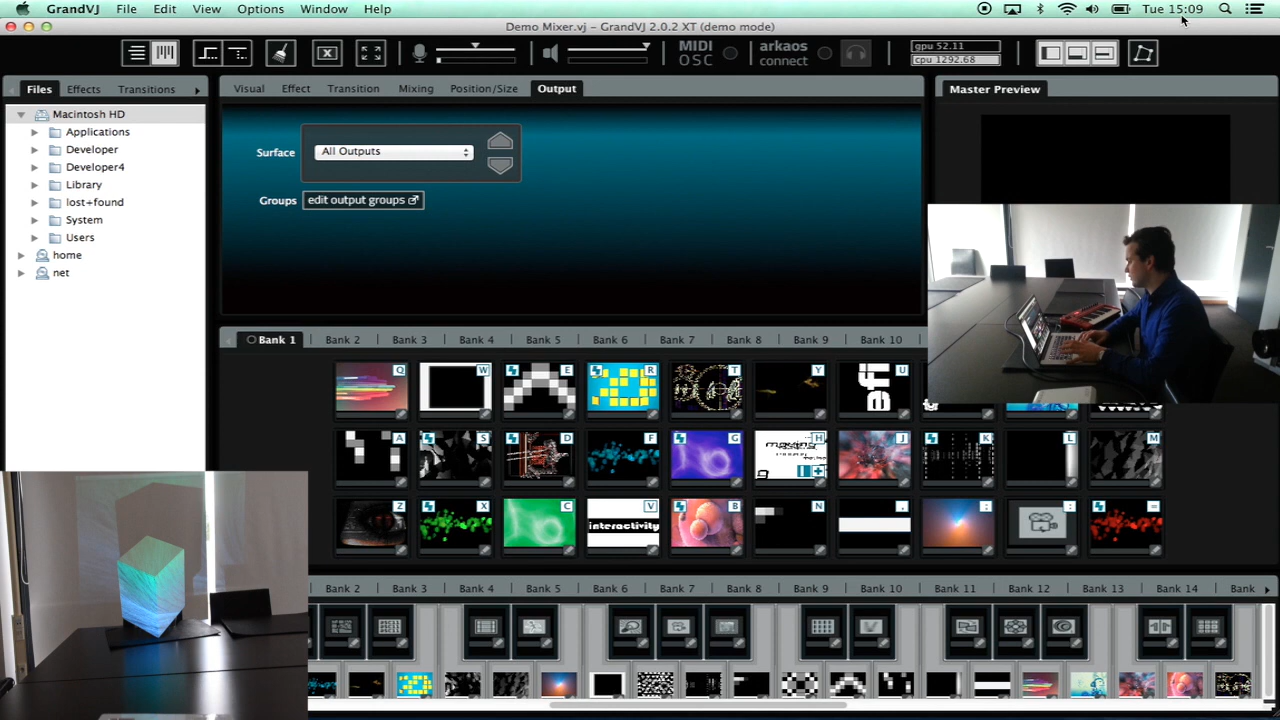 GrandVJ File Edit View Options Window Help Tue 15:09
Demo Mixer.vj – GrandVJ 2.0.2 XT (demo mode)
MIDI OSC arkaos connect gpu 52.11 cpu 1292.68
Files Effects Transitions
Macintosh HD
Applications
Developer
Developer4
Library
lost+found
System
Users
home
net
Visual Effect Transition Mixing Position/Size Output
Surface All Outputs
Groups edit output groups
Master Preview
Bank 1 Bank 2 Bank 3 Bank 4 Bank 5 Bank 6 Bank 7 Bank 8 Bank 9 Bank 10
Q W E R T Y U
A S D F G H J K L M
Z X C V B N , ; : =
interactivity
Bank 2 Bank 3 Bank 4 Bank 5 Bank 6 Bank 7 Bank 8 Bank 9 Bank 10 Bank 11 Bank 12 Bank 13 Bank 14 Bank